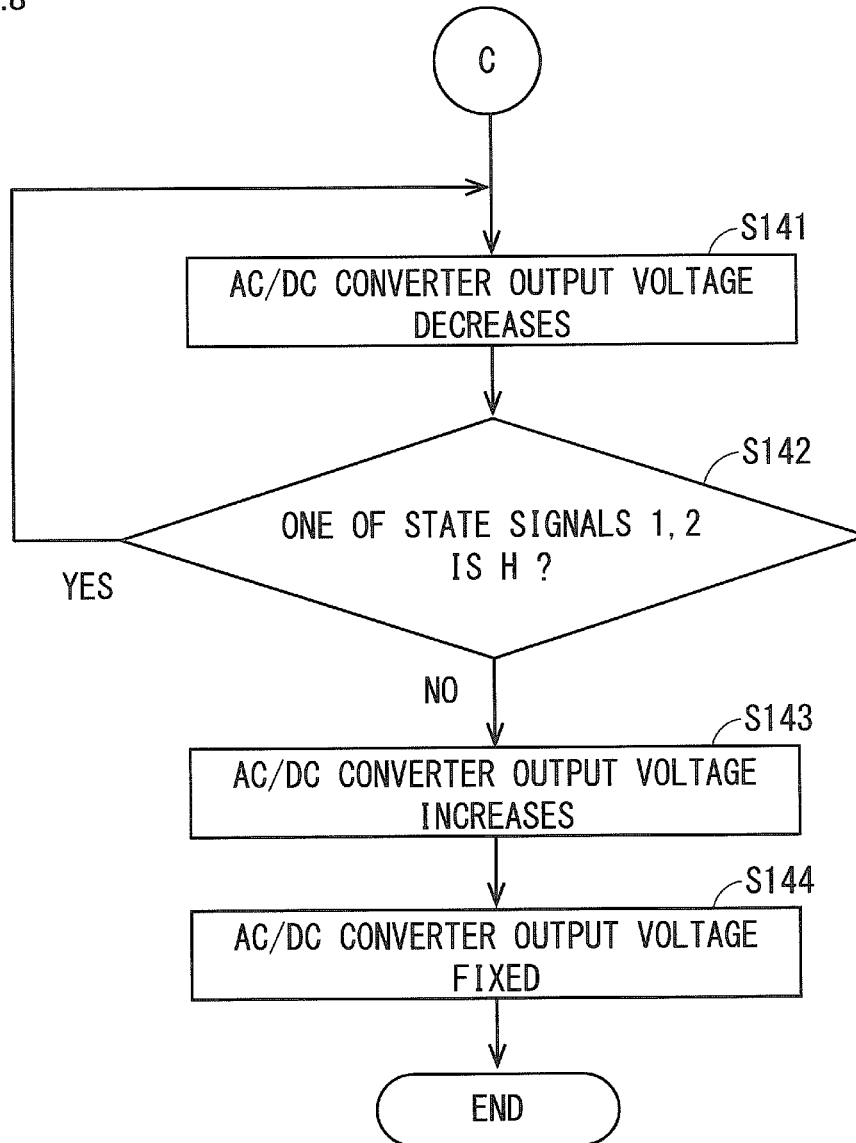 .8
C
S141
AC/DC CONVERTER OUTPUT VOLTAGE
DECREASES
S142
ONE OF STATE SIGNALS 1, 2
IS H ?
YES
NO
S143
AC/DC CONVERTER OUTPUT VOLTAGE
INCREASES
S144
AC/DC CONVERTER OUTPUT VOLTAGE
FIXED
END